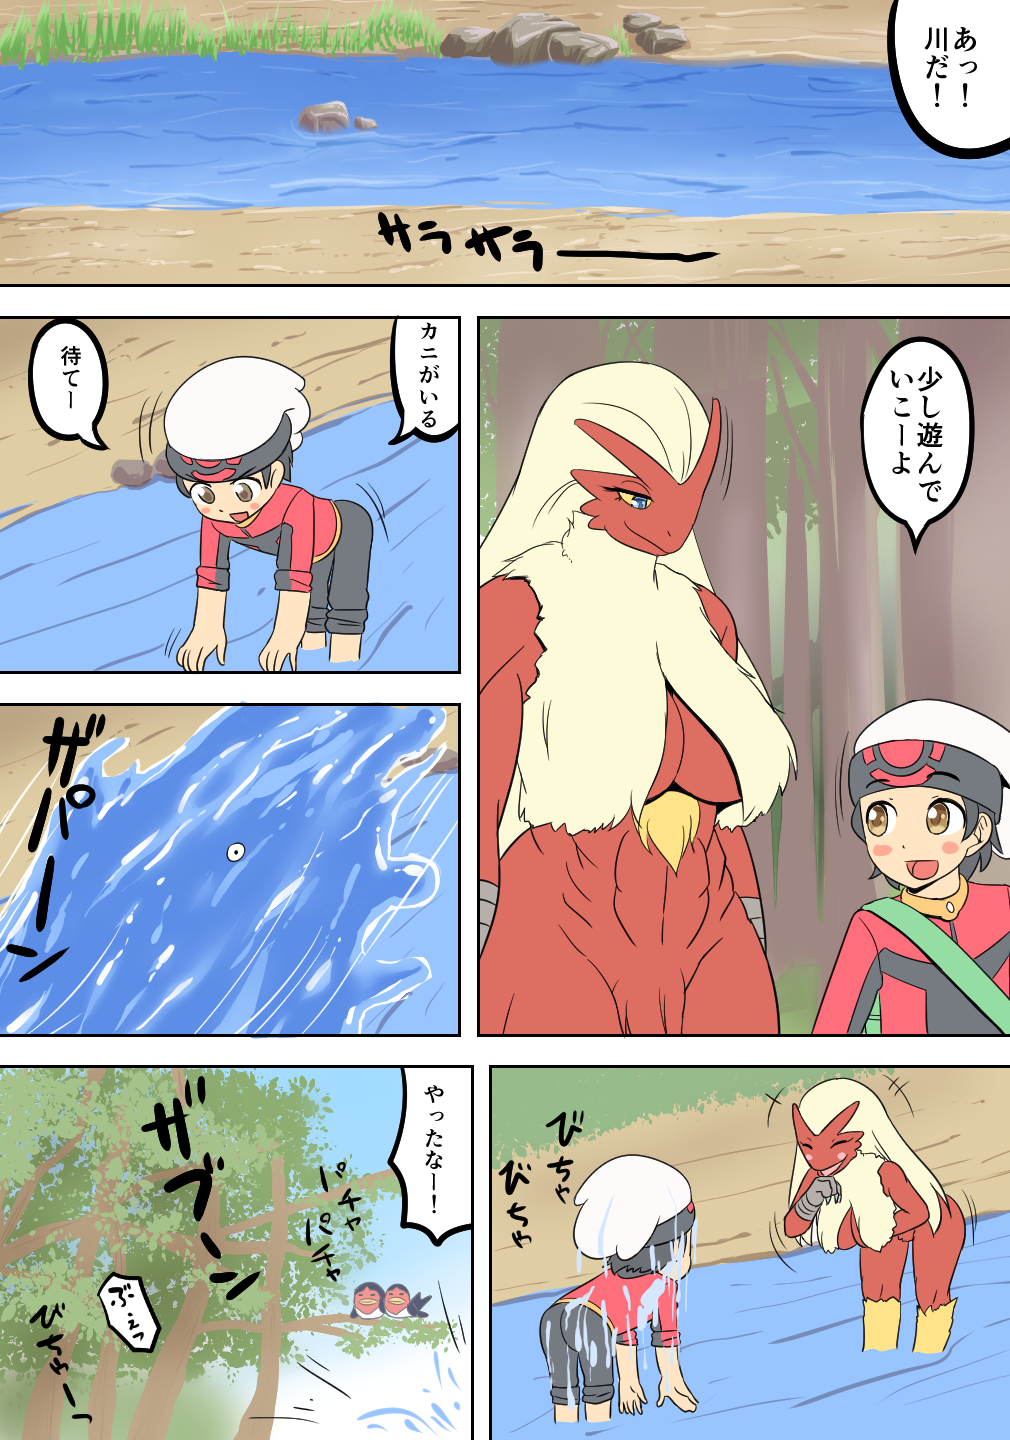 あっ！
川だ！
サラサラ――
少し遊んで
いこーよ
カニがいる
待てー
ザパーン
びちゃ
びちゃ
やったなー！
パチャ
パチャ
ザブーン
ぶえっ
びちゃーっ